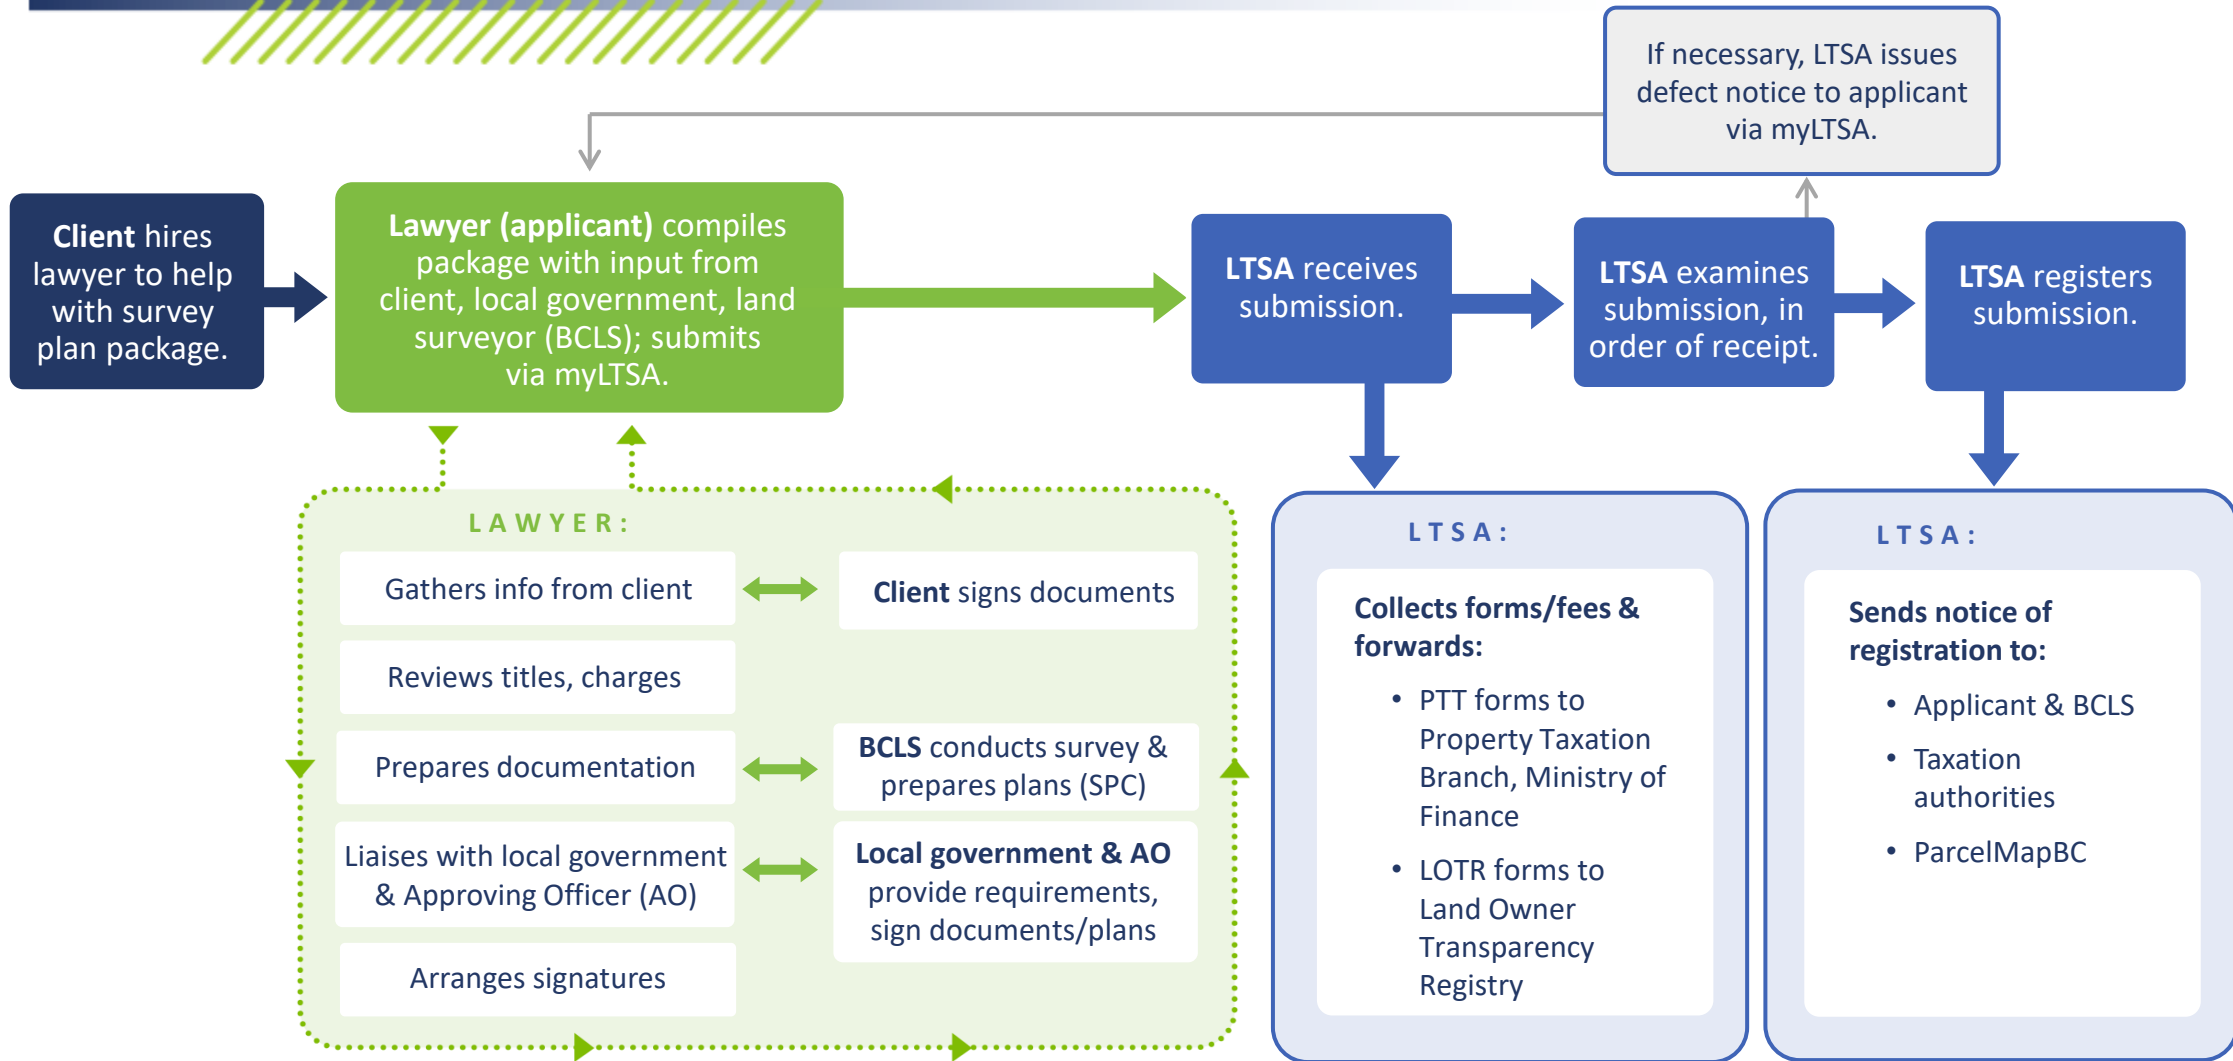 If necessary, LTSA issues
defect notice to applicant
via myLTSA.
Client hires
lawyer to help
with survey
plan package.
Lawyer (applicant) compiles
package with input from
client, local government, land
surveyor (BCLS); submits
via myLTSA.
LTSA receives
submission.
LTSA examines
submission, in
order of receipt.
LTSA registers
submission.
LAWYER:
Gathers info from client
Client signs documents
Reviews titles, charges
Prepares documentation
BCLS conducts survey &
prepares plans (SPC)
Liaises with local government
& Approving Officer (AO)
Local government & AO
provide requirements,
sign documents/plans
Arranges signatures
LTSA:
Collects forms/fees &
forwards:
• PTT forms to
Property Taxation
Branch, Ministry of
Finance
• LOTR forms to
Land Owner
Transparency
Registry
LTSA:
Sends notice of
registration to:
• Applicant & BCLS
• Taxation
authorities
• ParcelMapBC